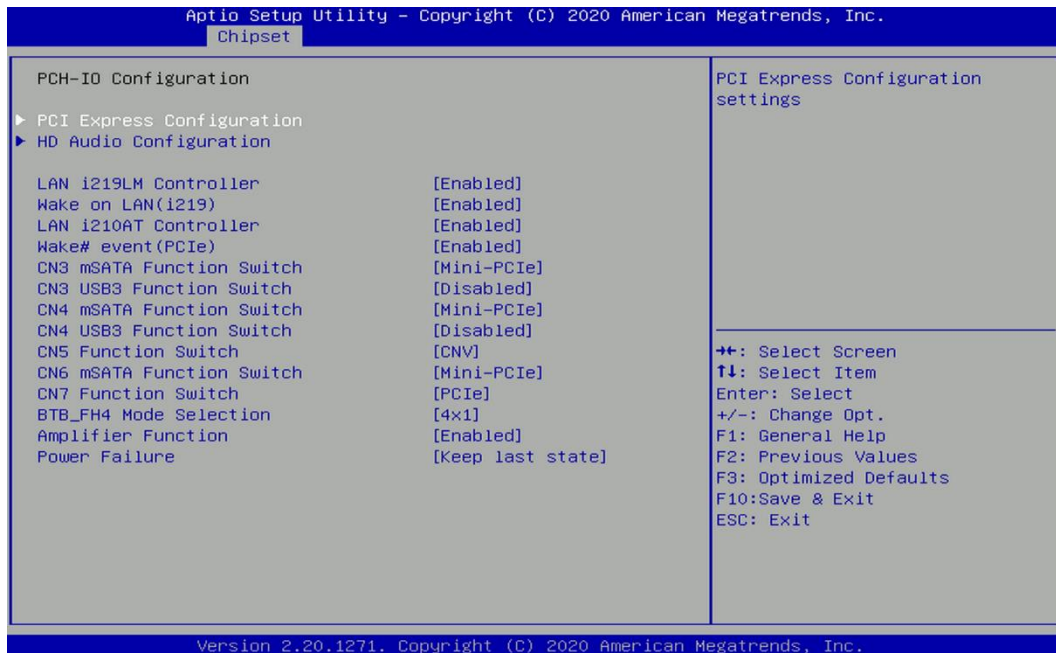 Aptio Setup Utility – Copyright (C) 2020 American Megatrends, Inc.
Chipset
PCH-IO Configuration
PCI Express Configuration
HD Audio Configuration
LAN i219LM Controller [Enabled]
Wake on LAN(i219) [Enabled]
LAN i210AT Controller [Enabled]
Wake# event(PCIe) [Enabled]
CN3 mSATA Function Switch [Mini-PCIe]
CN3 USB3 Function Switch [Disabled]
CN4 mSATA Function Switch [Mini-PCIe]
CN4 USB3 Function Switch [Disabled]
CN5 Function Switch [CNV]
CN6 mSATA Function Switch [Mini-PCIe]
CN7 Function Switch [PCIe]
BTB_FH4 Mode Selection [4x1]
Amplifier Function [Enabled]
Power Failure [Keep last state]
PCI Express Configuration
settings
→←: Select Screen
↑↓: Select Item
Enter: Select
+/-: Change Opt.
F1: General Help
F2: Previous Values
F3: Optimized Defaults
F10:Save & Exit
ESC: Exit
Version 2.20.1271. Copyright (C) 2020 American Megatrends, Inc.